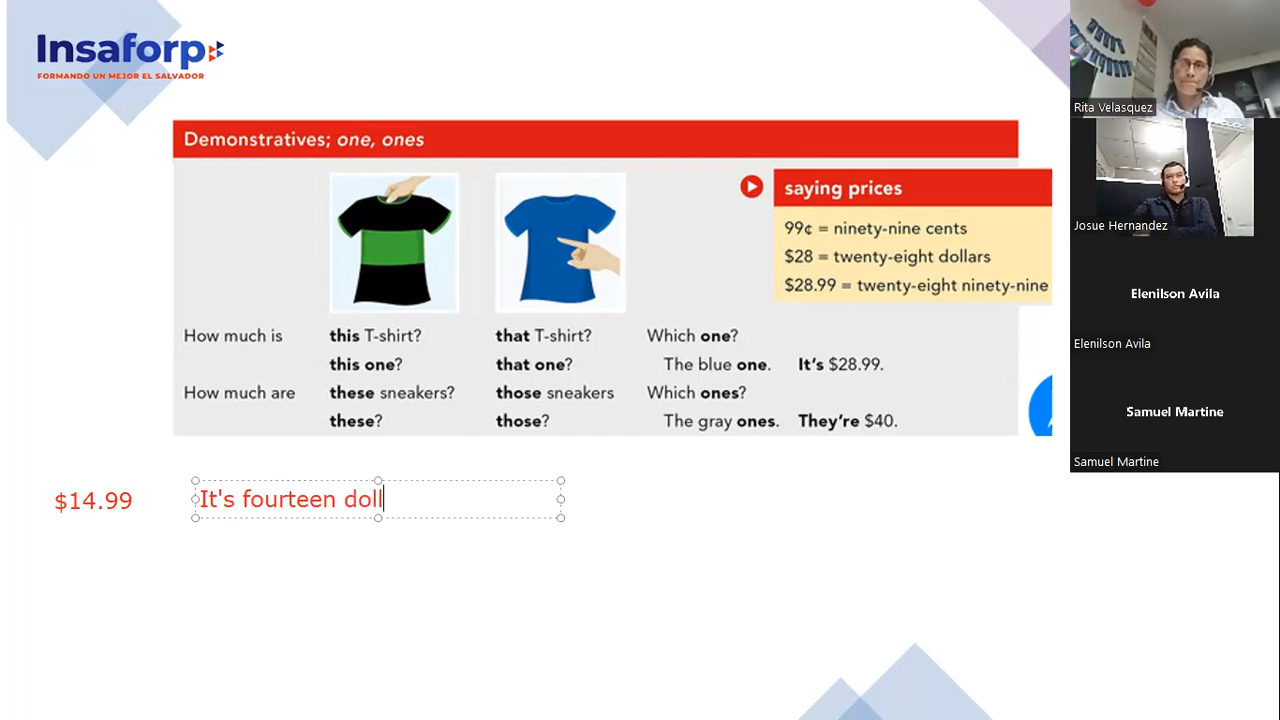 Insaforp
FORMANDO UN MEJOR EL SALVADOR
Demonstratives; one, ones
saying prices
99¢ = ninety-nine cents
$28 = twenty-eight dollars
$28.99 = twenty-eight ninety-nine
How much is this T-shirt? that T-shirt? Which one?
this one? that one? The blue one. It's $28.99.
How much are these sneakers? those sneakers Which ones?
these? those? The gray ones. They're $40.
$14.99 It's fourteen doll
Rita Velasquez
Josue Hernandez
Elenilson Avila
Elenilson Avila
Samuel Martine
Samuel Martine